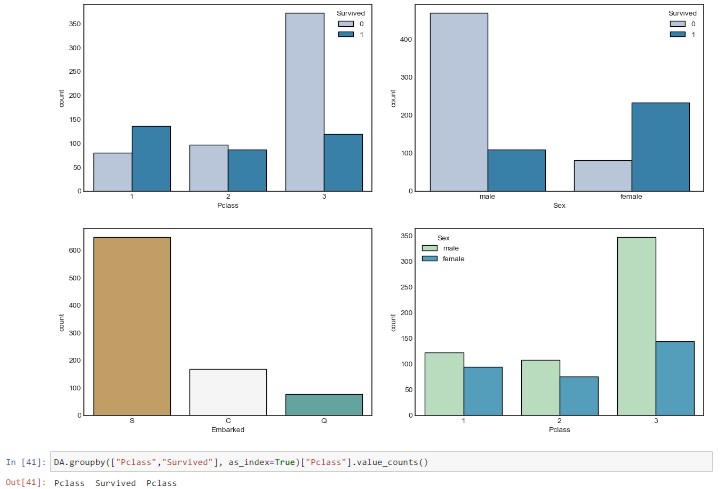 Survived
0
1
350
300
250
200
150
100
50
0
count
1 2 3
Pclass
Survived
0
1
400
300
200
100
0
count
male female
Sex
600
500
400
300
200
100
0
count
S C Q
Embarked
Sex
male
female
350
300
250
200
150
100
50
0
count
1 2 3
Pclass
In [41]: DA.groupby(["Pclass","Survived"], as_index=True)["Pclass"].value_counts()
Out[41]: Pclass Survived Pclass